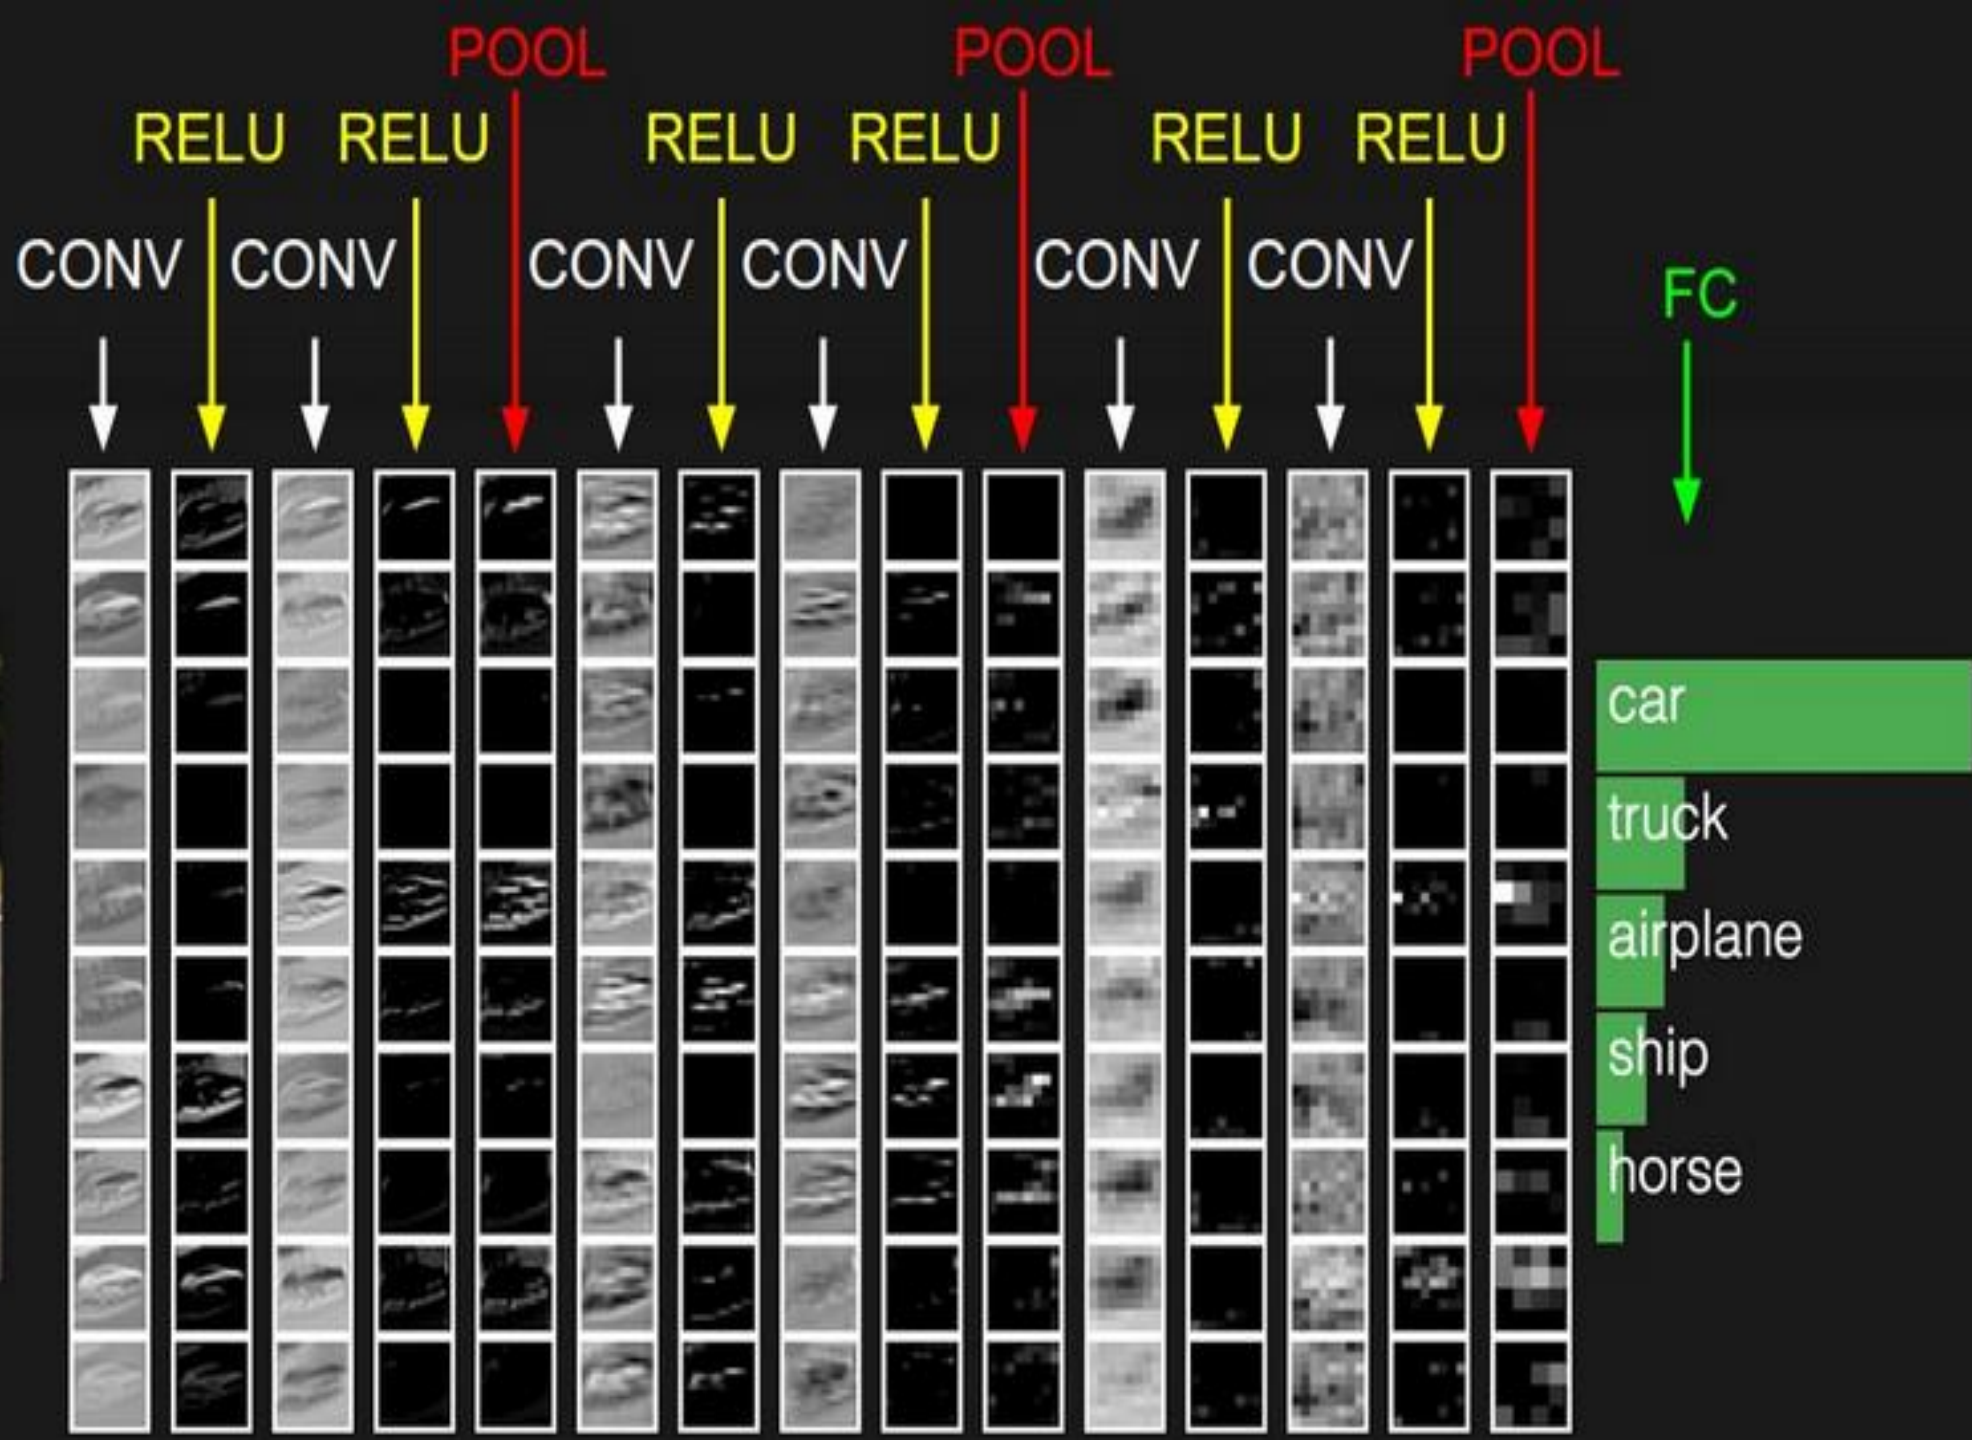 POOL POOL POOL
RELU RELU RELU RELU RELU RELU
CONV CONV CONV CONV CONV CONV
FC
car
truck
airplane
ship
horse